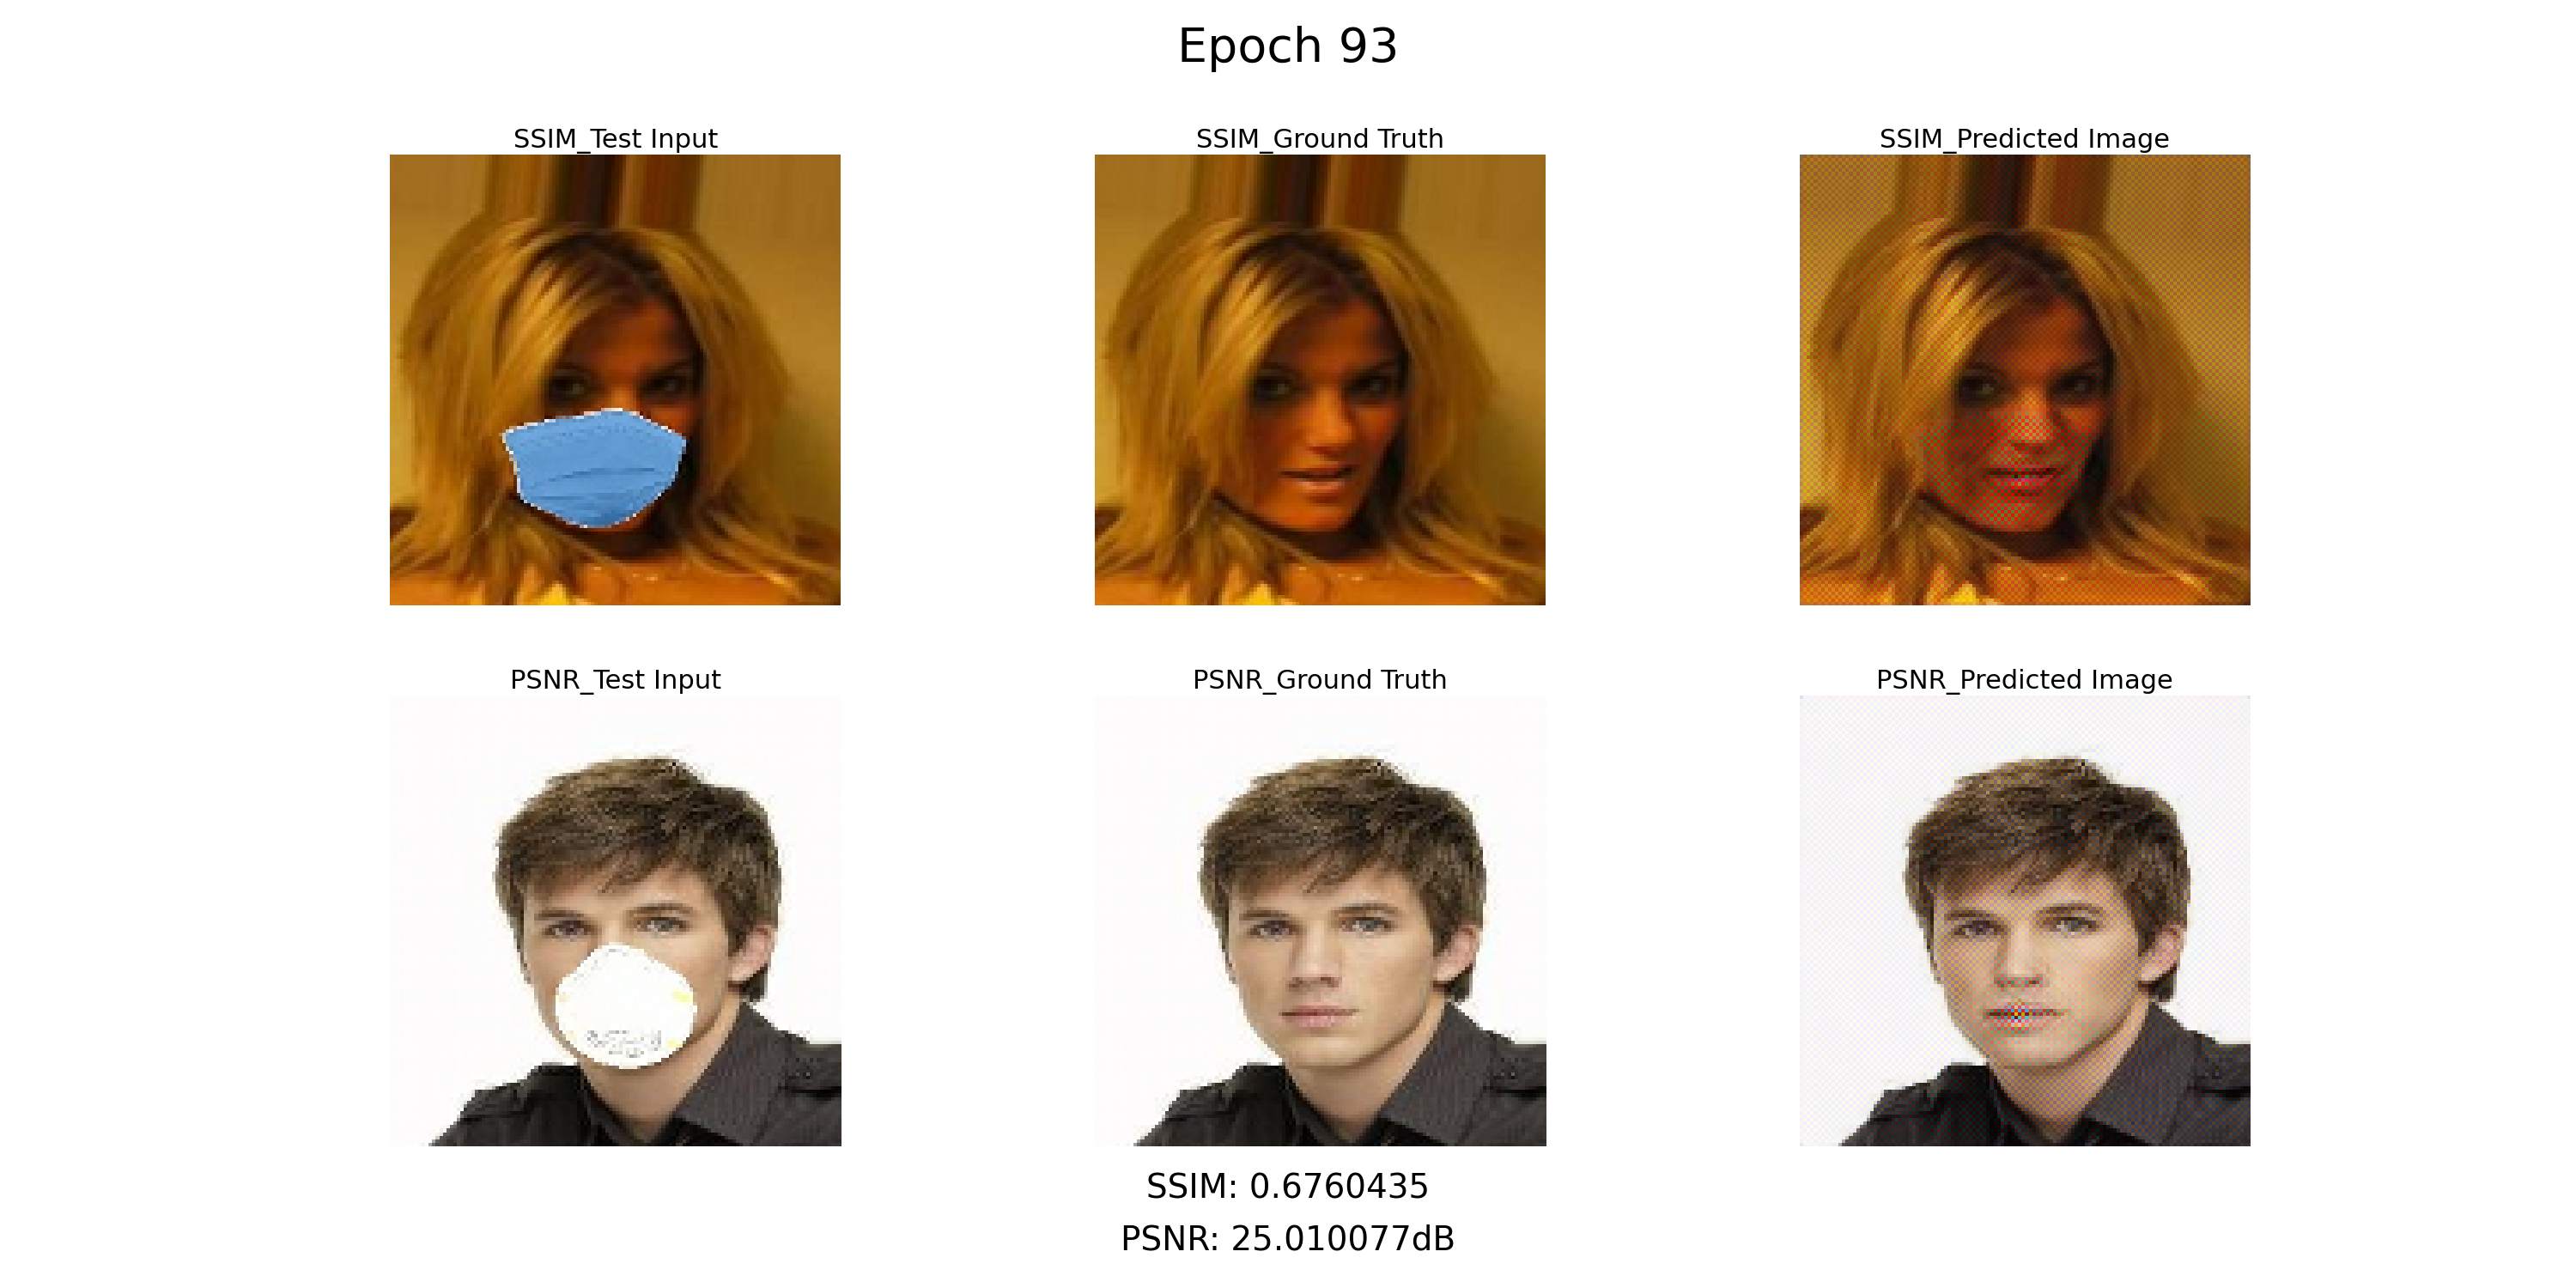 Epoch 93
SSIM_Test Input
SSIM_Ground Truth
SSIM_Predicted Image
PSNR_Test Input
PSNR_Ground Truth
PSNR_Predicted Image
SSIM: 0.6760435
PSNR: 25.010077dB